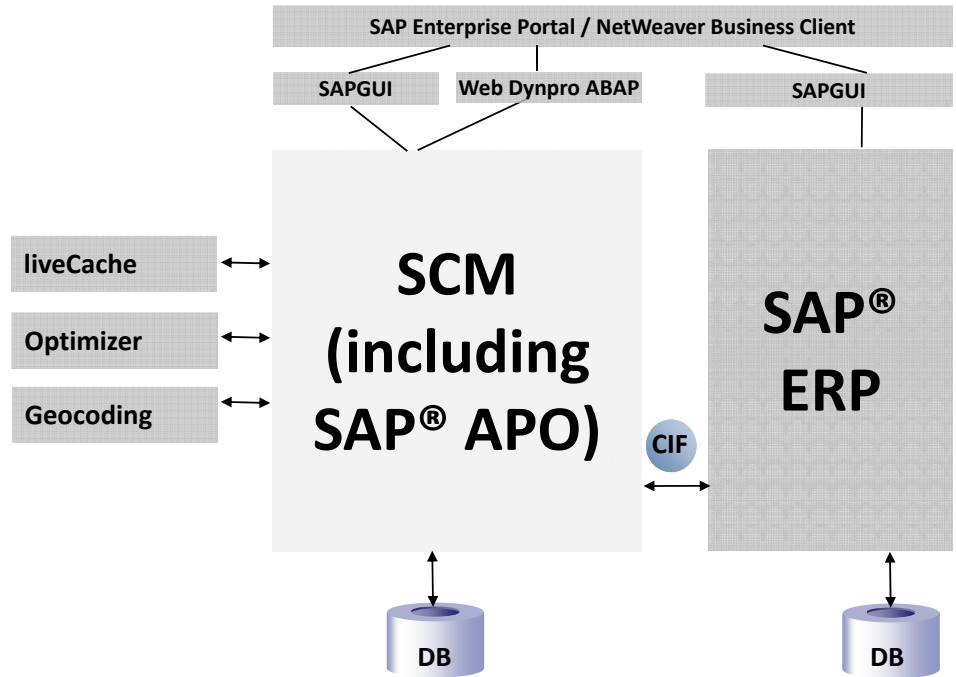 SAP Enterprise Portal / NetWeaver Business Client
SAPGUI
Web Dynpro ABAP
SAPGUI
liveCache
Optimizer
Geocoding
SCM
(including
SAP® APO)
CIF
SAP®
ERP
DB
DB